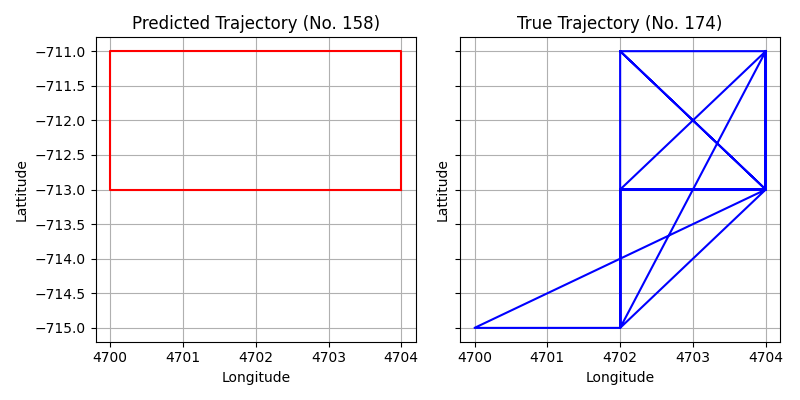 Predicted Trajectory (No. 158)
True Trajectory (No. 174)
−711.0
−711.5
−712.0
−712.5
−713.0
−713.5
−714.0
−714.5
−715.0
Lattitude
Lattitude
4700 4701 4702 4703 4704
4700 4701 4702 4703 4704
Longitude
Longitude